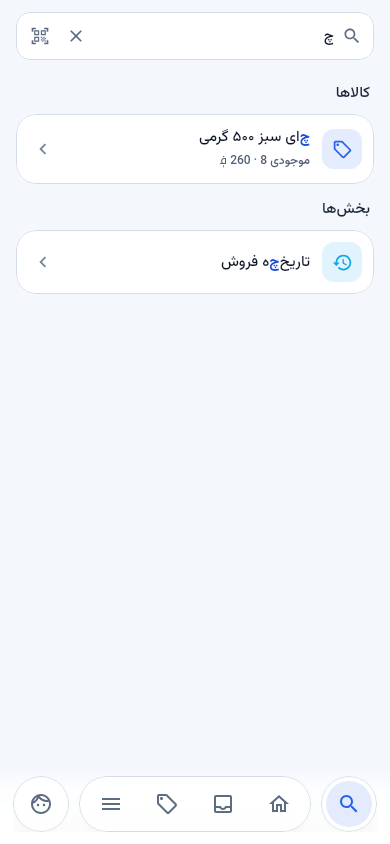 چ
کالاها
چای سبز ۵۰۰ گرمی
موجودی 8 · 260 ؋
بخش‌ها
تاریخچه فروش